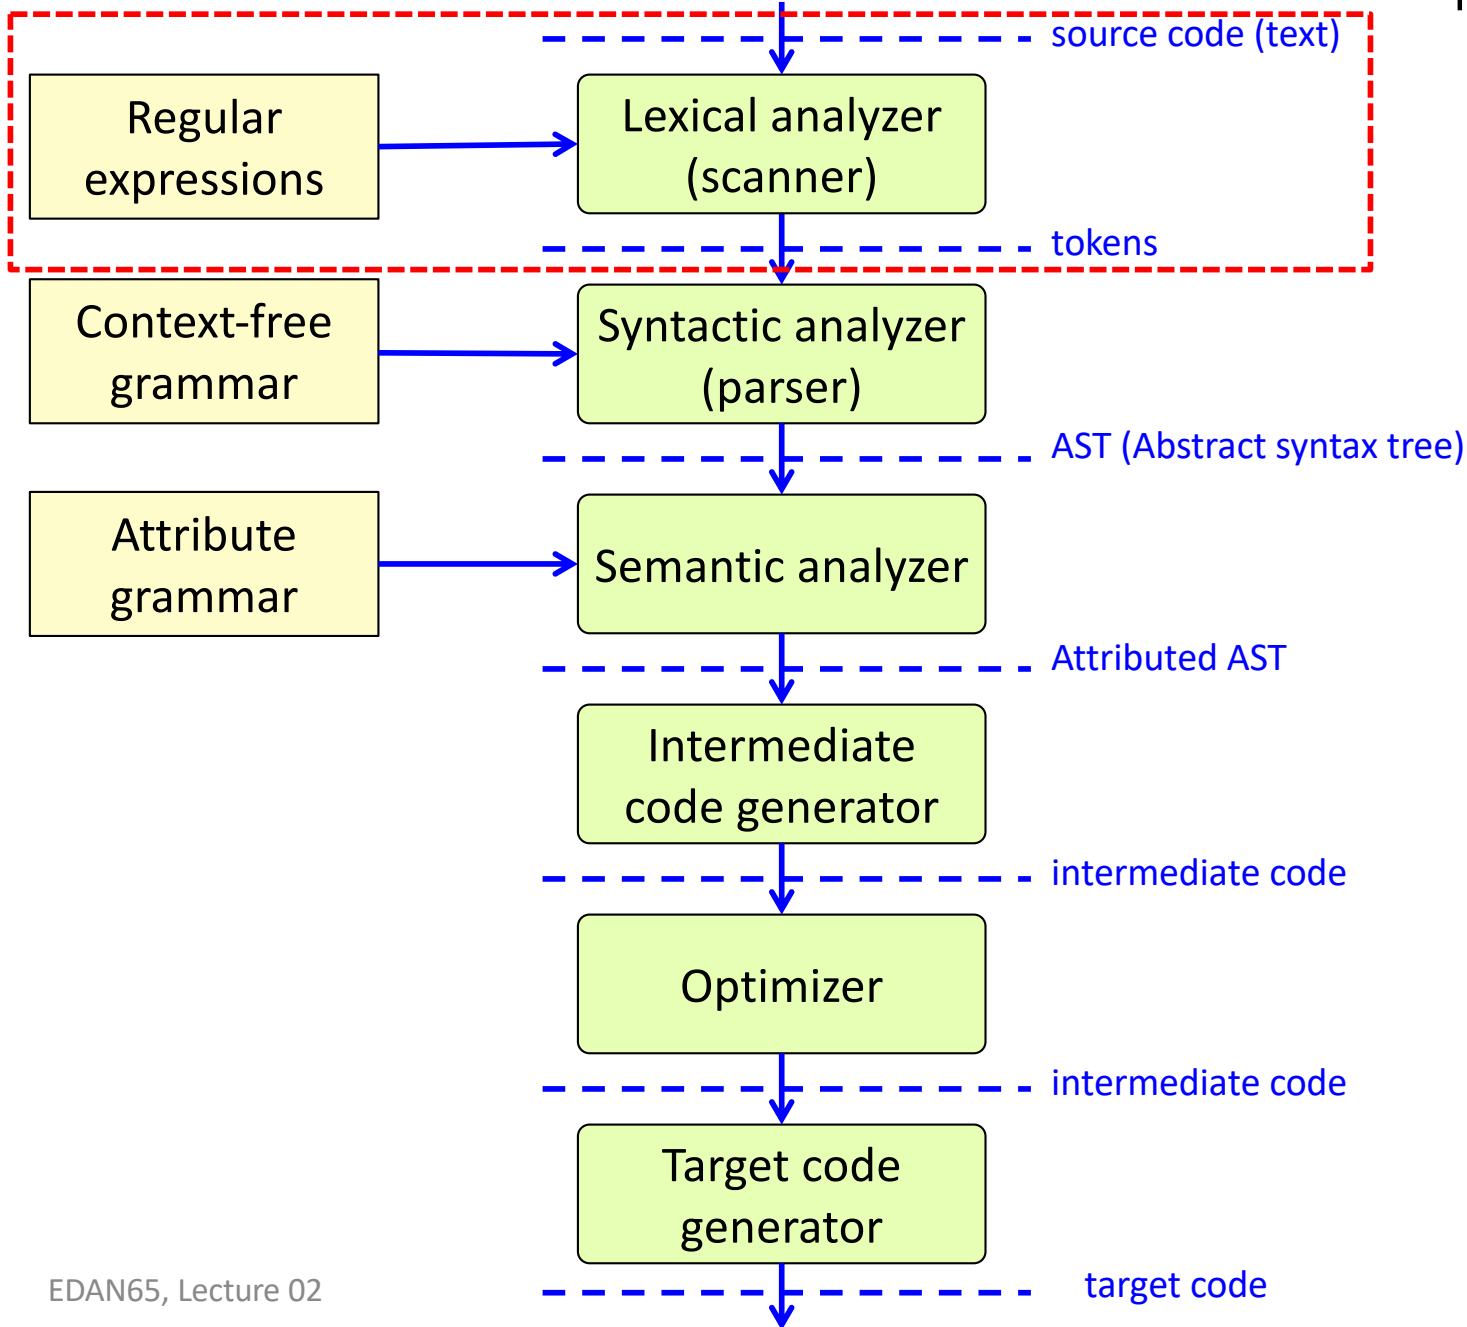 source code (text)
Regular
expressions
Lexical analyzer
(scanner)
tokens
Context-free
grammar
Syntactic analyzer
(parser)
AST (Abstract syntax tree)
Attribute
grammar
Semantic analyzer
Attributed AST
Intermediate
code generator
intermediate code
Optimizer
intermediate code
Target code
generator
EDAN65, Lecture 02
target code